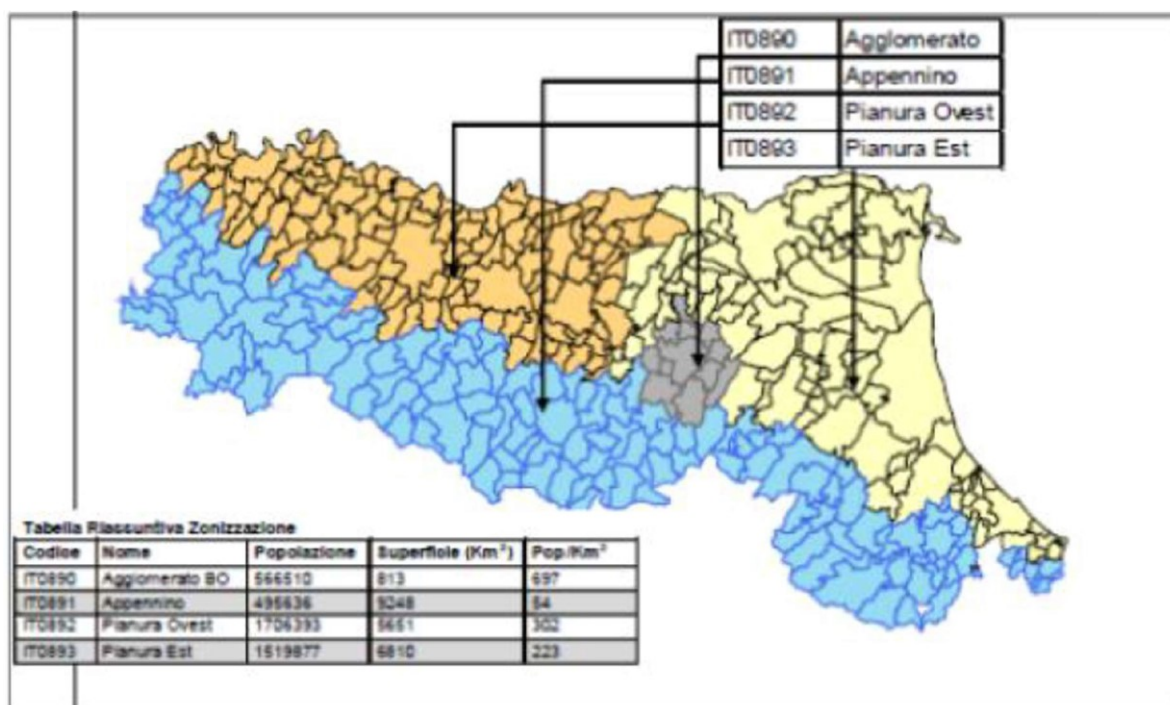 IT0890 Agglomerato
IT0891 Appennino
IT0892 Pianura Ovest
IT0893 Pianura Est
Tabella Riassuntiva Zonizzazione
Codice Nome Popolazione Superficie (Km²) Pop/Km²
IT0890 Agglomerato BO 566510 813 697
IT0891 Appennino 495636 9248 54
IT0892 Pianura Ovest 1706393 5651 302
IT0893 Pianura Est 1519877 6810 223